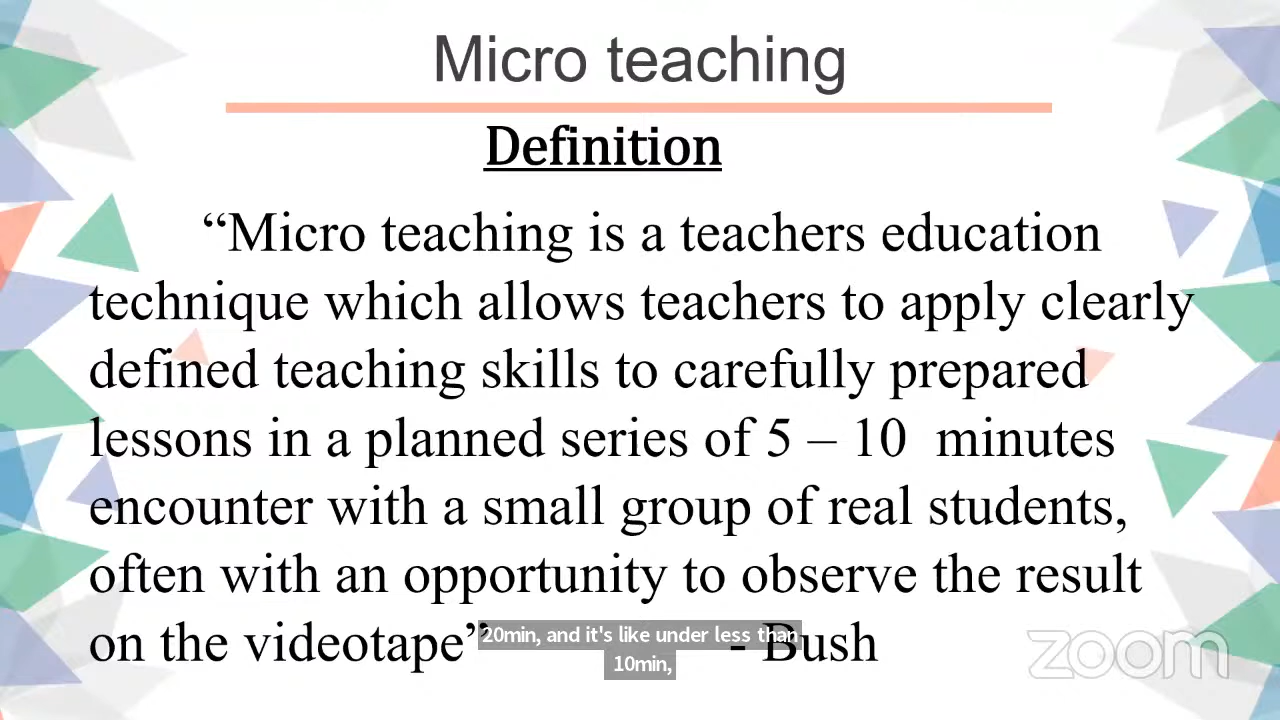 Micro teaching
Definition
“Micro teaching is a teachers education
technique which allows teachers to apply clearly
defined teaching skills to carefully prepared
lessons in a planned series of 5 – 10 minutes
encounter with a small group of real students,
often with an opportunity to observe the result
on the videotape” - Bush
20min, and it's like under less than
10min,
zoom